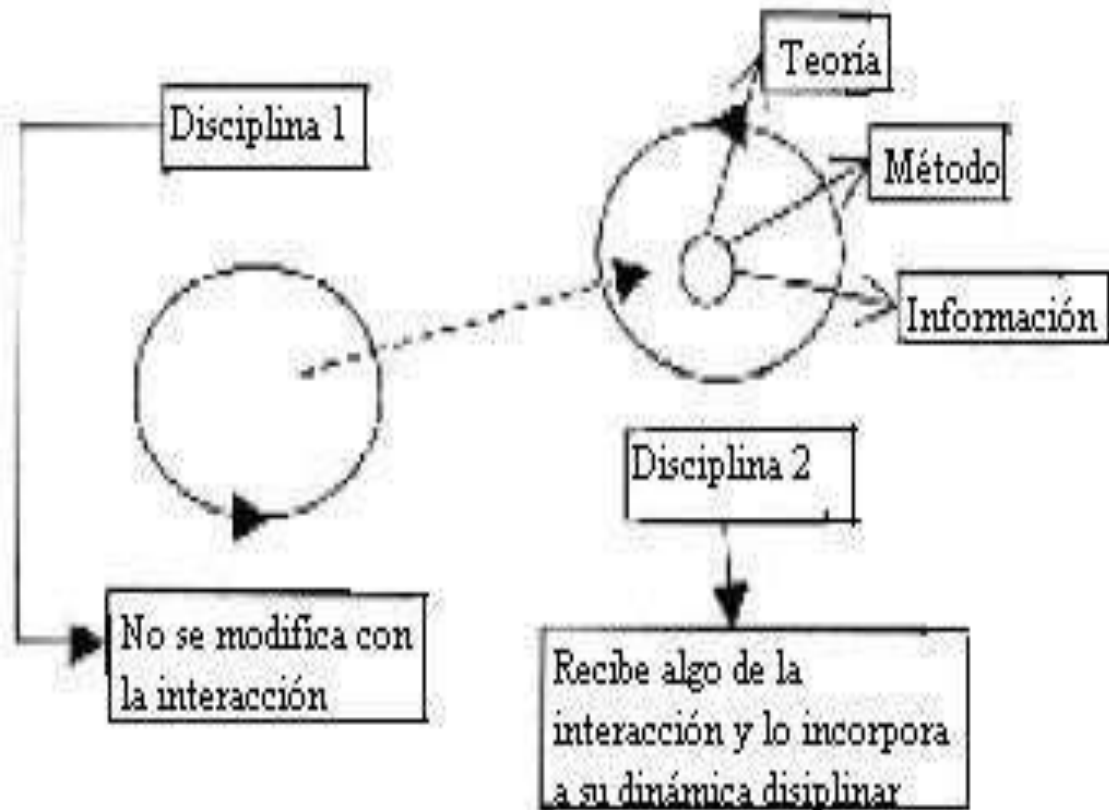 Teoría
Disciplina 1
Método
Información
Disciplina 2
No se modifica con
la interacción
Recibe algo de la
interacción y lo incorpora
a su dinámica disiplinar